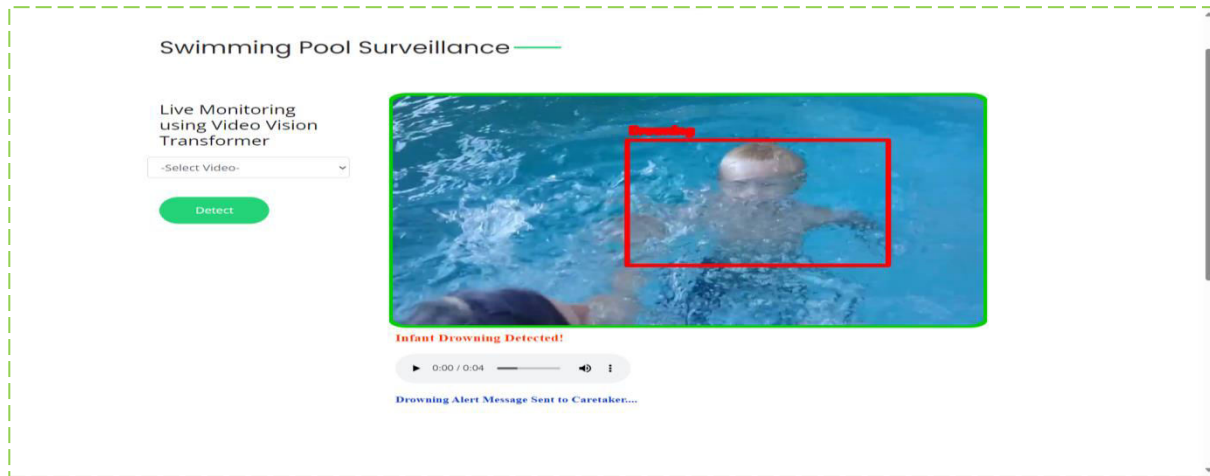 Swimming Pool Surveillance
Live Monitoring
using Video Vision
Transformer
-Select Video-
Detect
Drowning
Infant Drowning Detected!
0:00 / 0:04
Drowning Alert Message Sent to Caretaker....